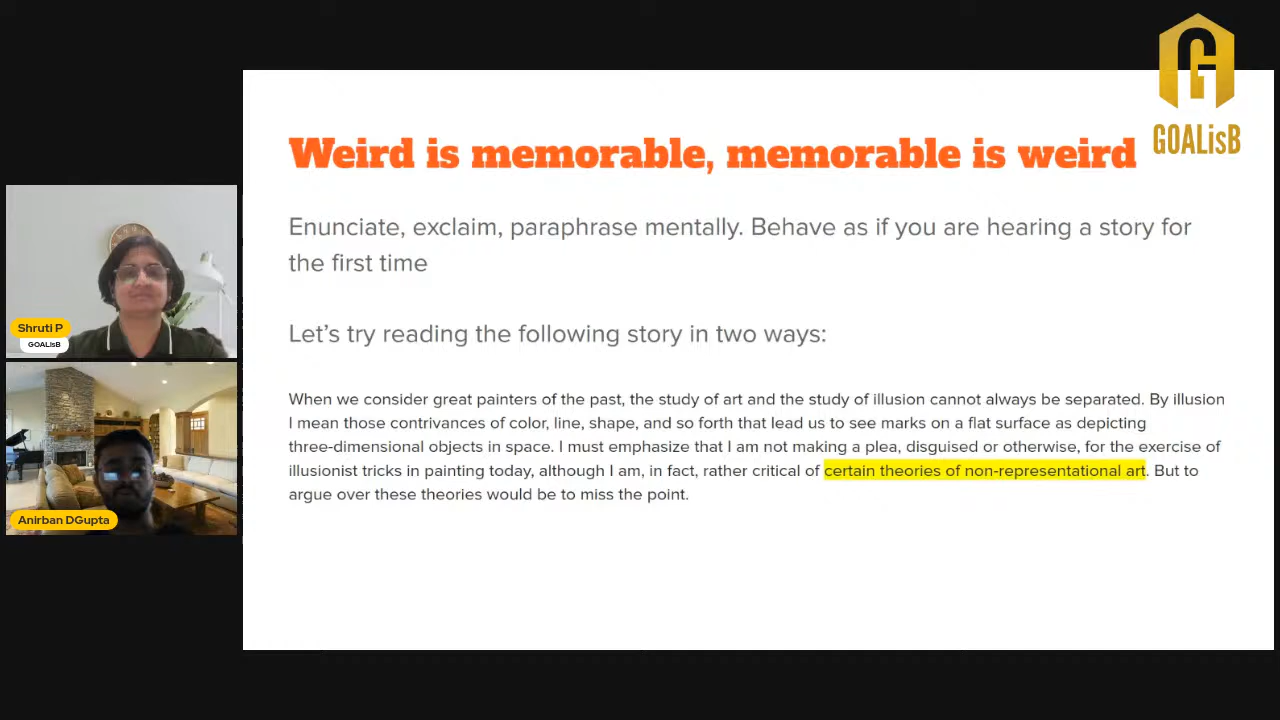 GOALisB
Weird is memorable, memorable is weird
Enunciate, exclaim, paraphrase mentally. Behave as if you are hearing a story for
the first time
Let’s try reading the following story in two ways:
When we consider great painters of the past, the study of art and the study of illusion cannot always be separated. By illusion
I mean those contrivances of color, line, shape, and so forth that lead us to see marks on a flat surface as depicting
three-dimensional objects in space. I must emphasize that I am not making a plea, disguised or otherwise, for the exercise of
illusionist tricks in painting today, although I am, in fact, rather critical of certain theories of non-representational art. But to
argue over these theories would be to miss the point.
Shruti P
GOALisB
Anirban DGupta